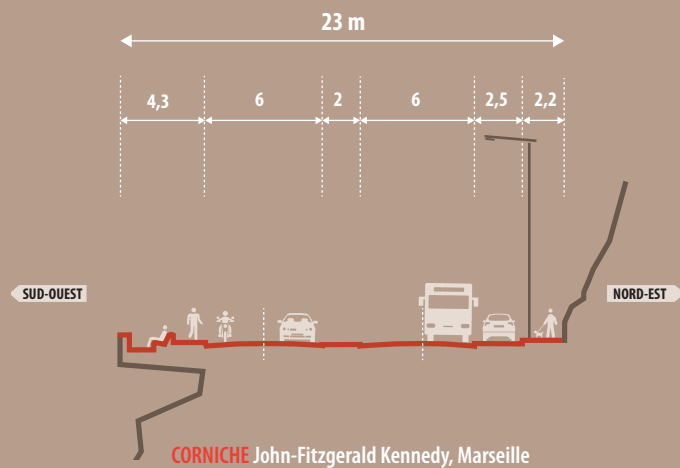 23 m
4,3 6 2 6 2,5 2,2
SUD-OUEST
NORD-EST
CORNICHE John-Fitzgerald Kennedy, Marseille